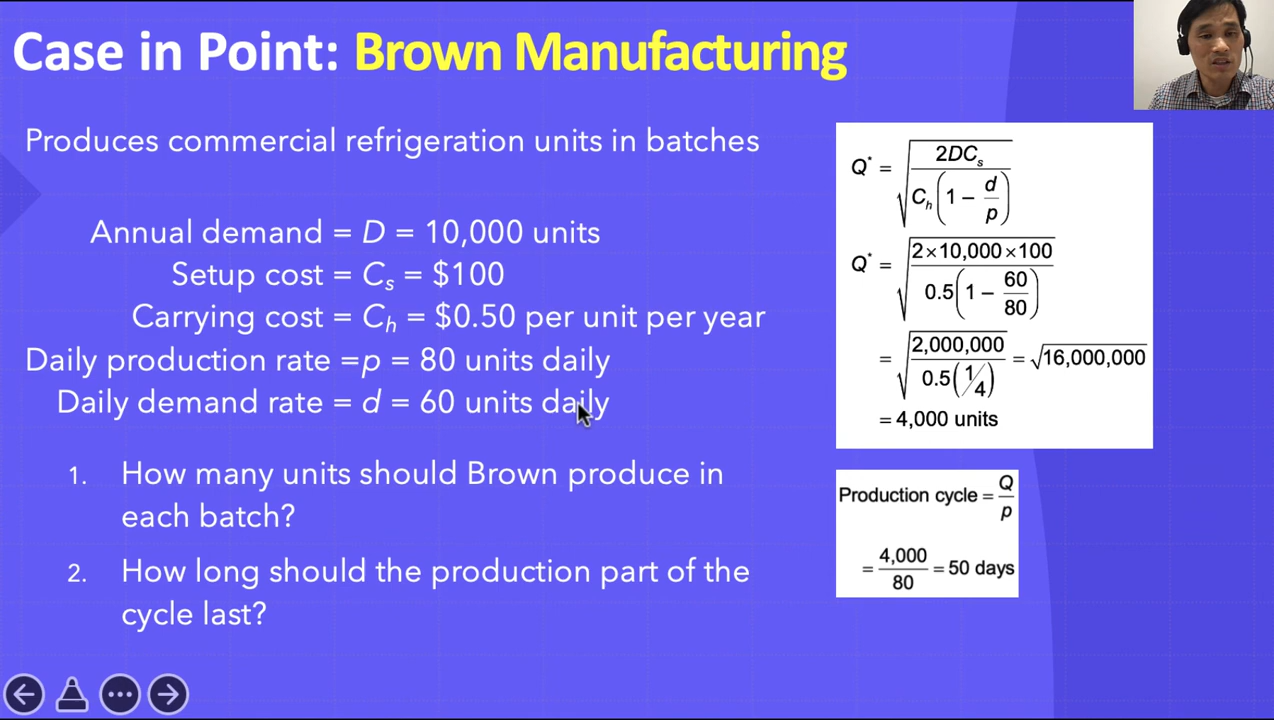 Case in Point: Brown Manufacturing
Produces commercial refrigeration units in batches
Annual demand = D = 10,000 units
Setup cost = Cₛ = $100
Carrying cost = Cₕ = $0.50 per unit per year
Daily production rate =p = 80 units daily
Daily demand rate = d = 60 units daily
1. How many units should Brown produce in
each batch?
2. How long should the production part of the
cycle last?
Q* = √(2DCₛ / Cₕ(1 − d/p))
Q* = √(2×10,000×100 / 0.5(1 − 60/80))
= √(2,000,000 / 0.5(1/4)) = √16,000,000
= 4,000 units
Production cycle = Q/p
= 4,000/80 = 50 days